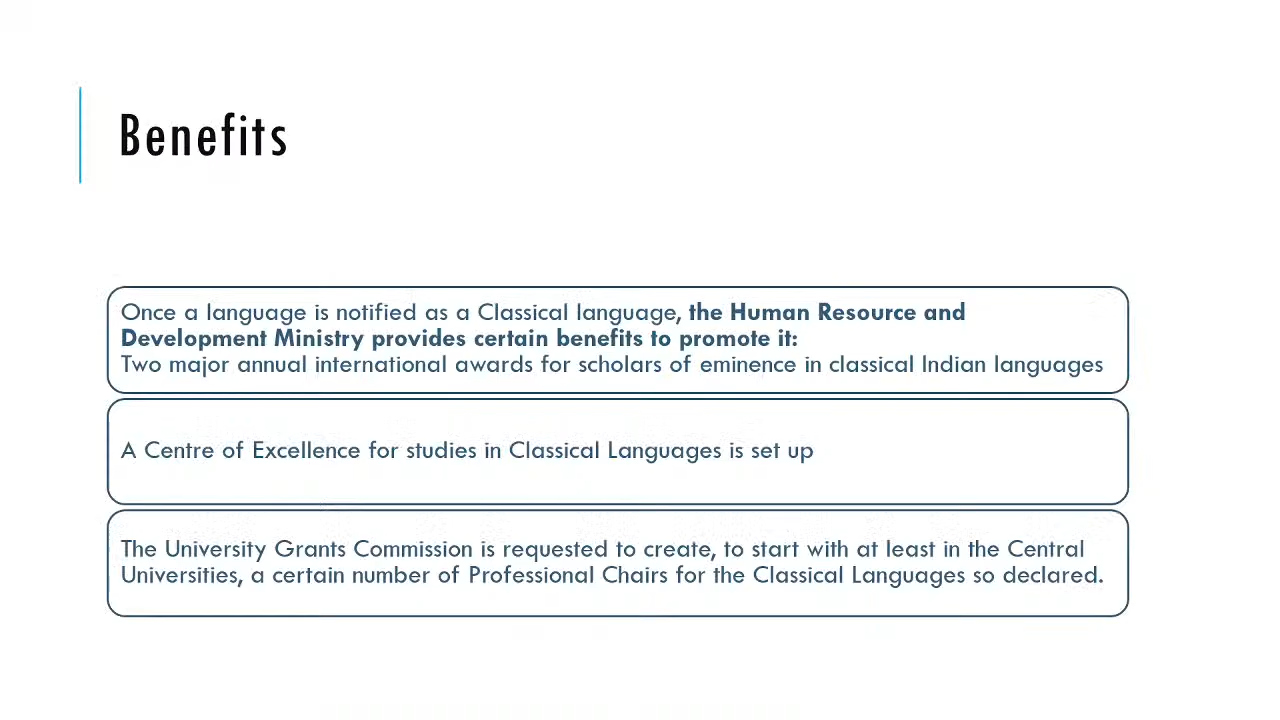 Benefits
Once a language is notified as a Classical language, the Human Resource and
Development Ministry provides certain benefits to promote it:
Two major annual international awards for scholars of eminence in classical Indian languages
A Centre of Excellence for studies in Classical Languages is set up
The University Grants Commission is requested to create, to start with at least in the Central
Universities, a certain number of Professional Chairs for the Classical Languages so declared.